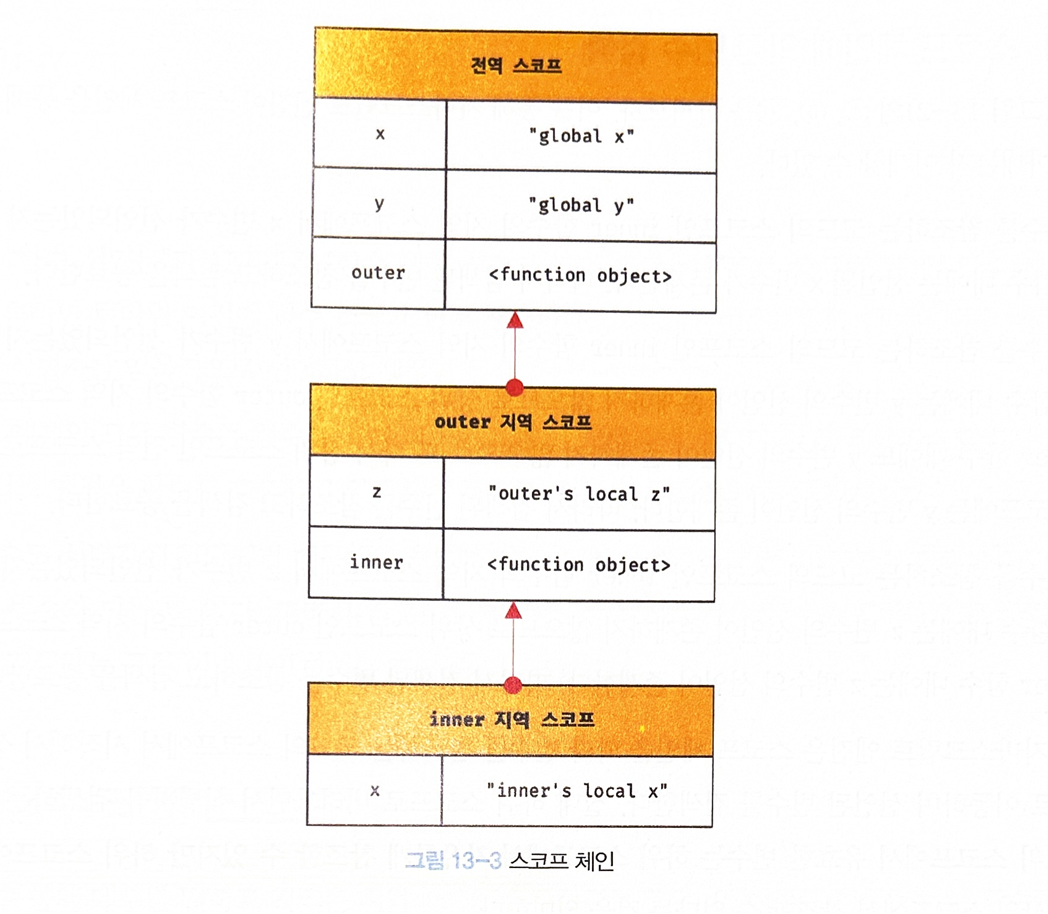 전역 스코프
x "global x"
y "global y"
outer <function object>
outer 지역 스코프
z "outer's local z"
inner <function object>
inner 지역 스코프
x "inner's local x"
그림 13-3 스코프 체인